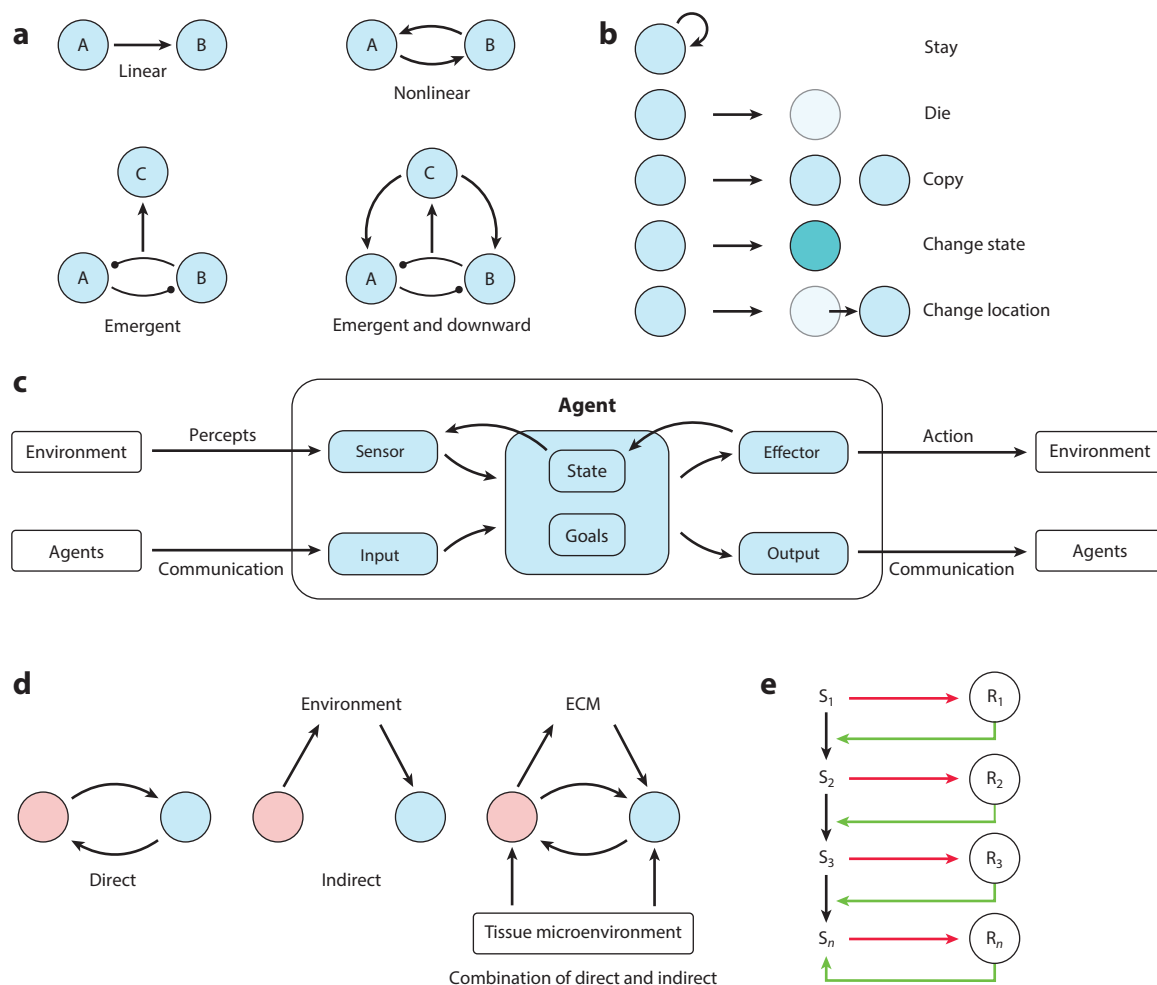 a
A
B
Linear
A
B
Nonlinear
C
A
B
Emergent
C
A
B
Emergent and downward
b
Stay
Die
Copy
Change state
Change location
c
Agent
Environment
Percepts
Sensor
State
Effector
Action
Environment
Agents
Communication
Input
Goals
Output
Communication
Agents
d
Direct
Environment
Indirect
ECM
Tissue microenvironment
Combination of direct and indirect
e
S₁
R₁
S₂
R₂
S₃
R₃
Sₙ
Rₙ